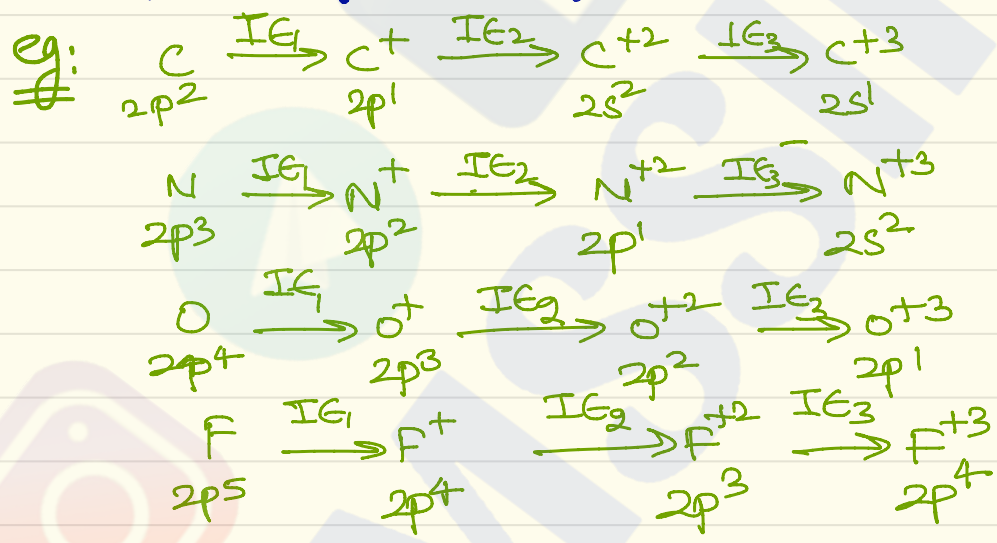 eg: C IE₁→ C⁺ IE₂→ C⁺² IE₃→ C⁺³
2p² 2p¹ 2s² 2s¹
N IE₁→ N⁺ IE₂→ N⁺² IE₃→ N⁺³
2p³ 2p² 2p¹ 2s²
O IE₁→ O⁺ IE₂→ O⁺² IE₃→ O⁺³
2p⁴ 2p³ 2p² 2p¹
F IE₁→ F⁺ IE₂→ F⁺² IE₃→ F⁺³
2p⁵ 2p⁴ 2p³ 2p⁴